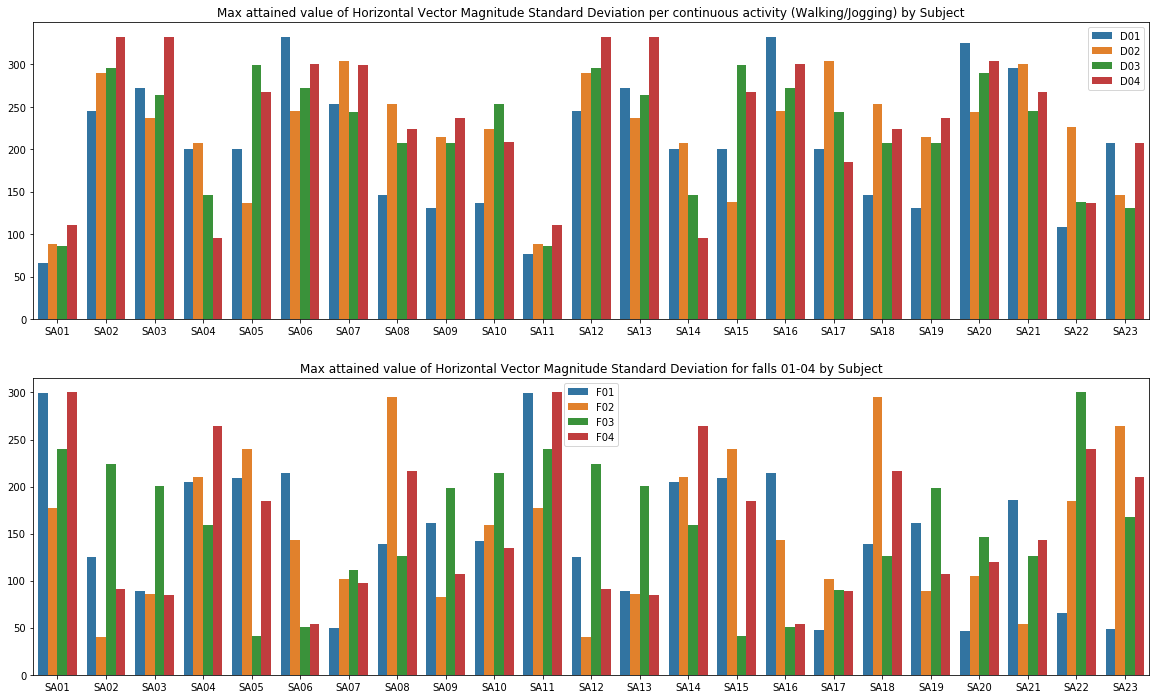 Max attained value of Horizontal Vector Magnitude Standard Deviation per continuous activity (Walking/Jogging) by Subject
D01
D02
D03
D04
300
250
200
150
100
50
0
SA01 SA02 SA03 SA04 SA05 SA06 SA07 SA08 SA09 SA10 SA11 SA12 SA13 SA14 SA15 SA16 SA17 SA18 SA19 SA20 SA21 SA22 SA23
Max attained value of Horizontal Vector Magnitude Standard Deviation for falls 01-04 by Subject
F01
F02
F03
F04
300
250
200
150
100
50
0
SA01 SA02 SA03 SA04 SA05 SA06 SA07 SA08 SA09 SA10 SA11 SA12 SA13 SA14 SA15 SA16 SA17 SA18 SA19 SA20 SA21 SA22 SA23